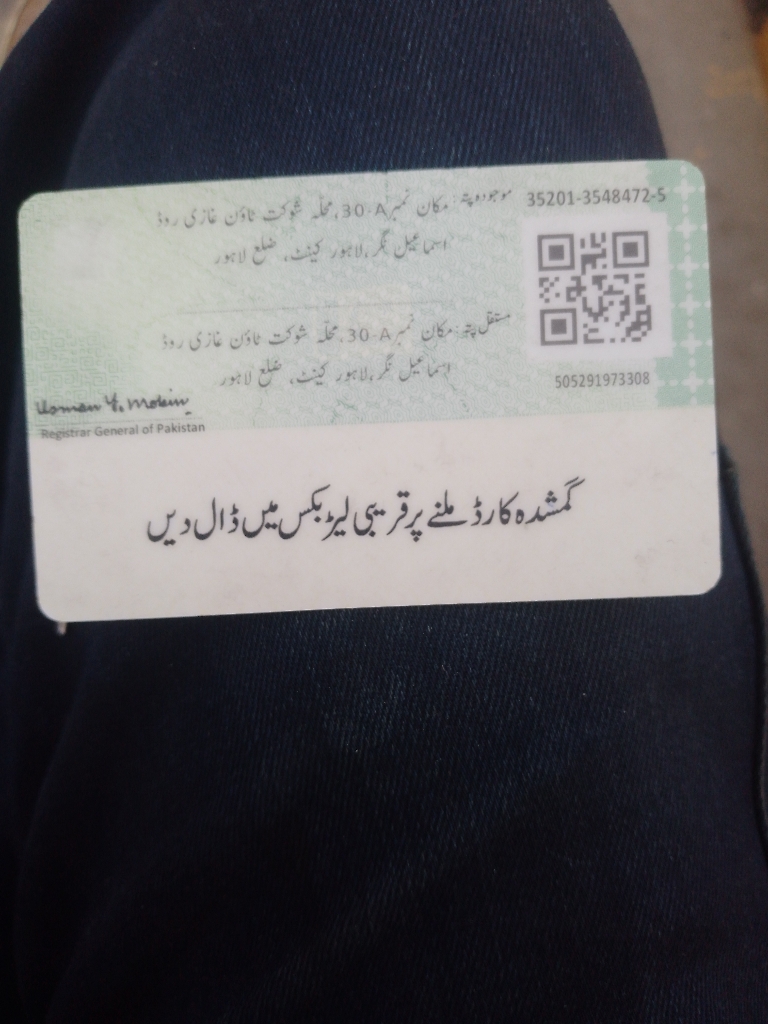 35201-3548472-5
موجودہ پتہ: مکان نمبر 30-A، محلہ شوکت ٹاؤن غازی روڈ
اسماعیل نگر، لاہور کینٹ، ضلع لاہور
مستقل پتہ: مکان نمبر 30-A، محلہ شوکت ٹاؤن غازی روڈ
اسماعیل نگر، لاہور کینٹ، ضلع لاہور
505291973308
Usman Y. Mobin
Registrar General of Pakistan
گمشدہ کارڈ ملنے پر قریبی لیٹر بکس میں ڈال دیں